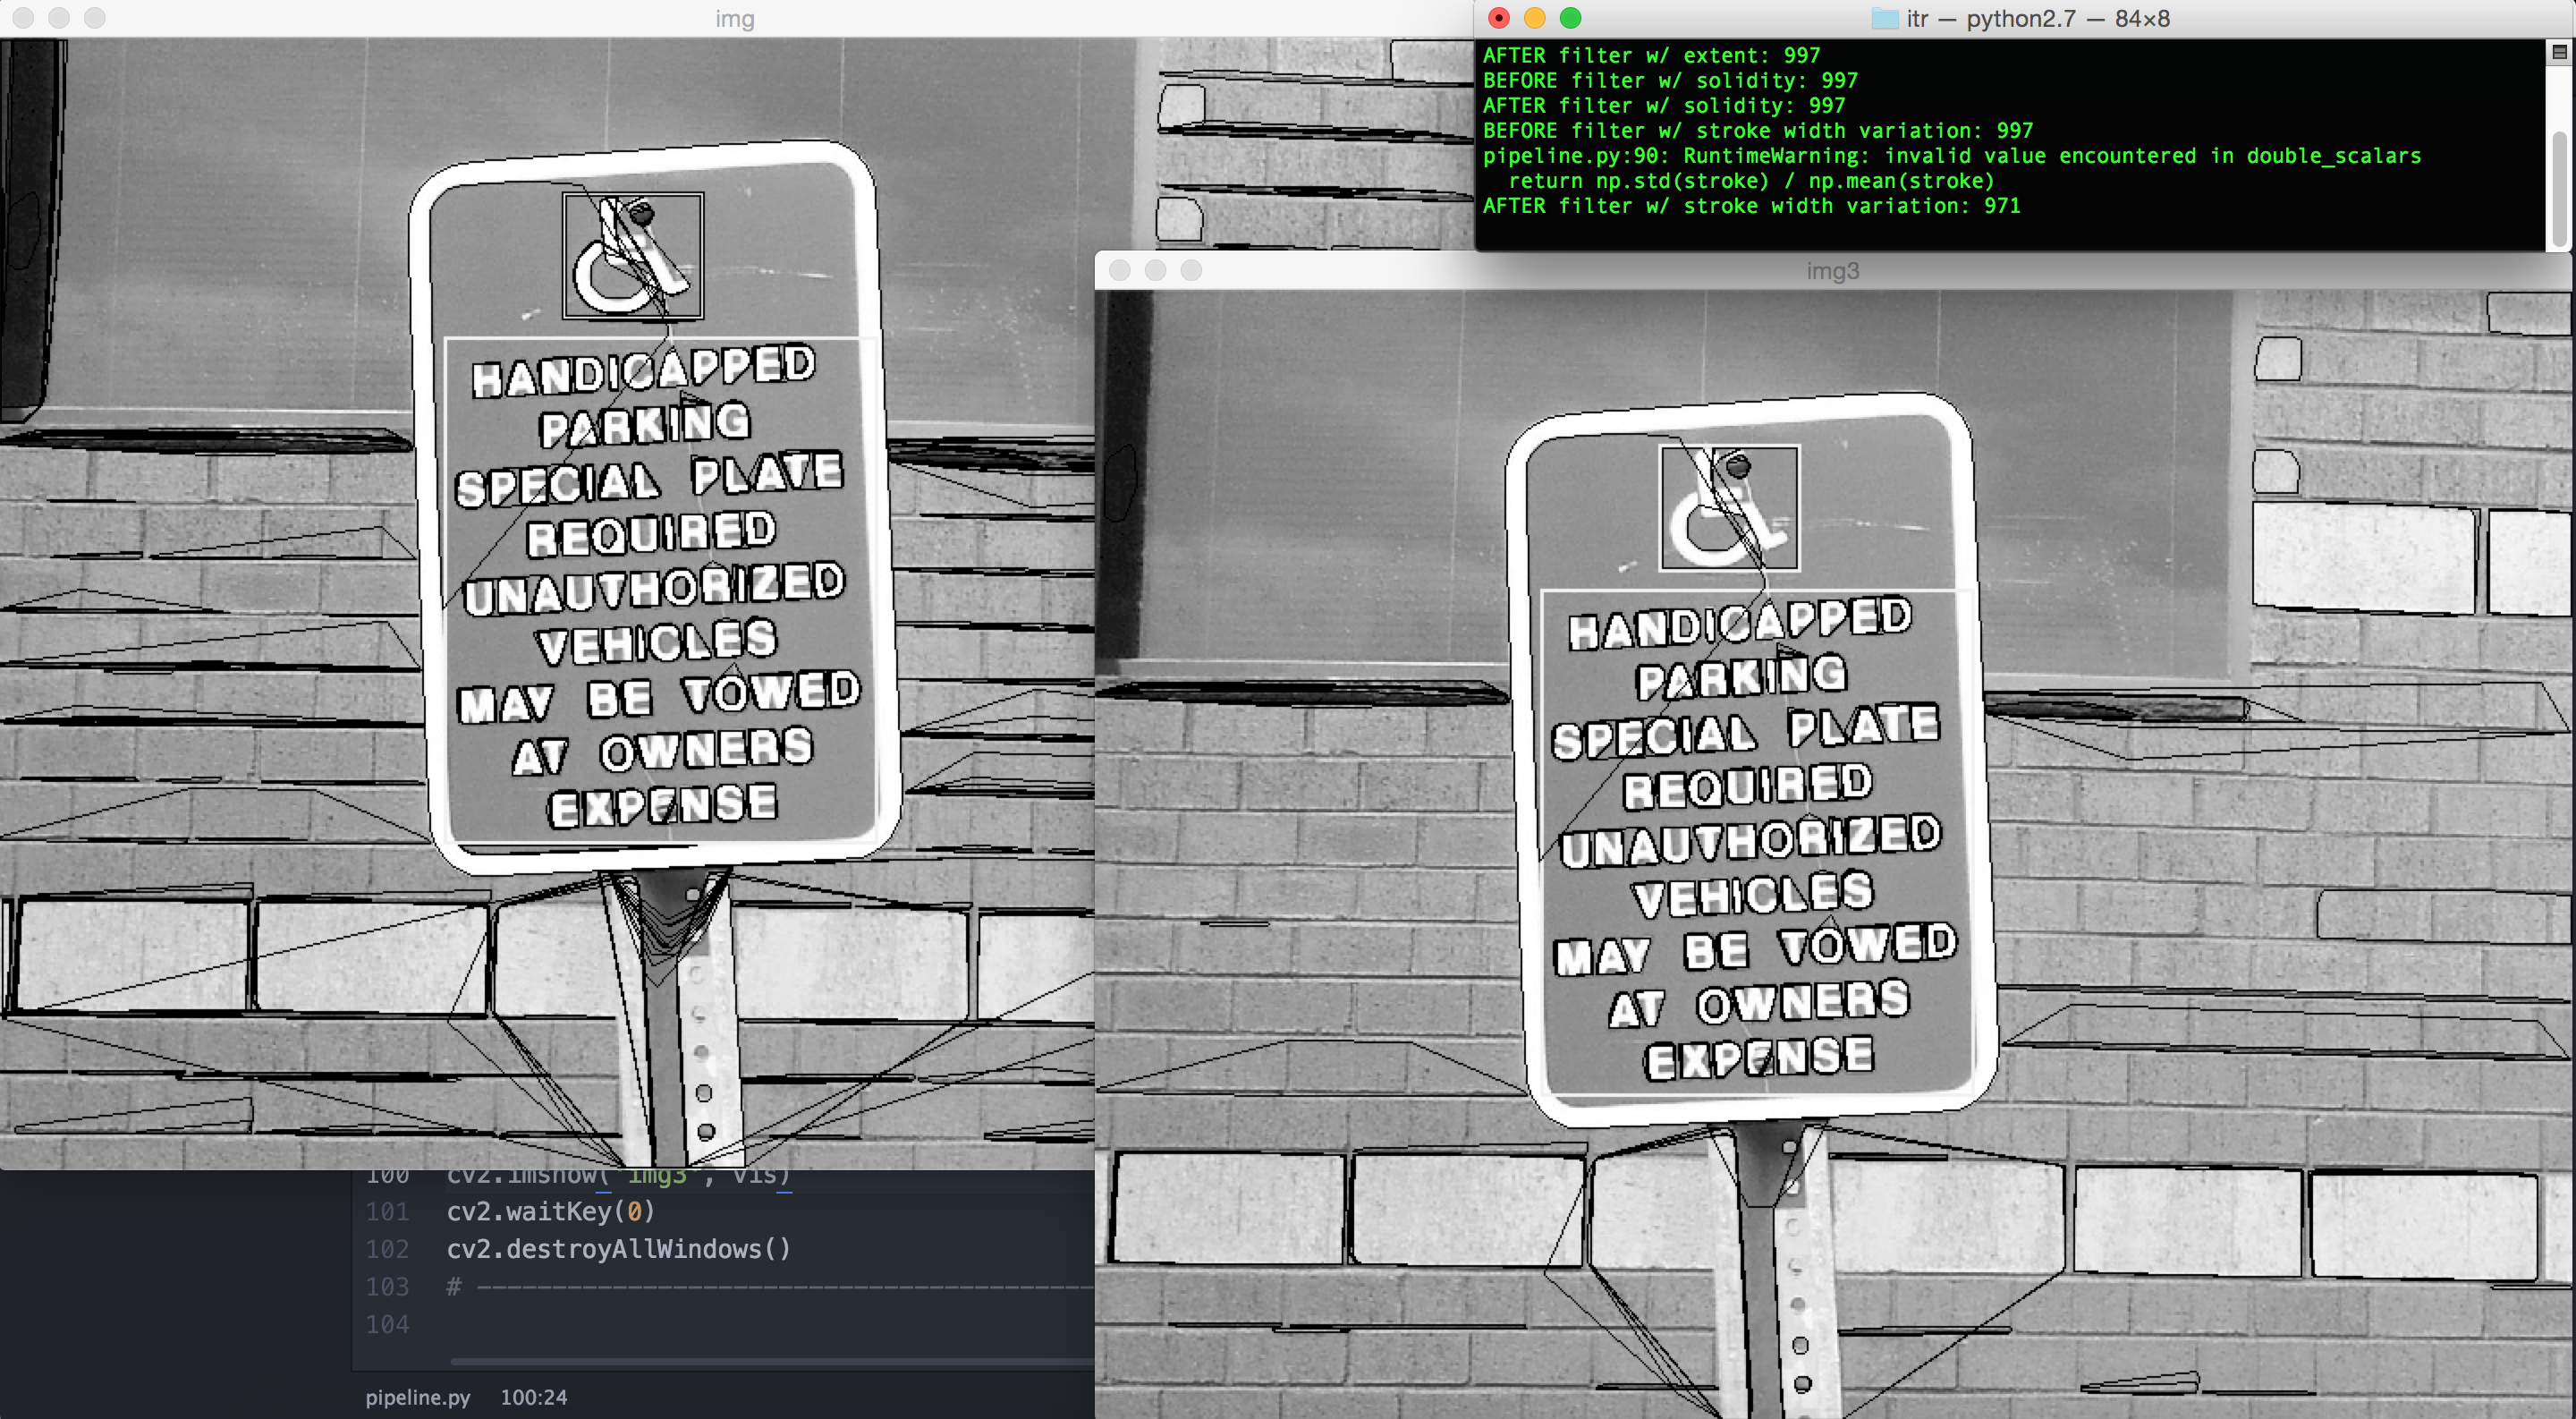 img
HANDICAPPED
PARKING
SPECIAL PLATE
REQUIRED
UNAUTHORIZED
VEHICLES
MAY BE TOWED
AT OWNERS
EXPENSE
itr — python2.7 — 84×8
AFTER filter w/ extent: 997
BEFORE filter w/ solidity: 997
AFTER filter w/ solidity: 997
BEFORE filter w/ stroke width variation: 997
pipeline.py:90: RuntimeWarning: invalid value encountered in double_scalars
return np.std(stroke) / np.mean(stroke)
AFTER filter w/ stroke width variation: 971
img3
HANDICAPPED
PARKING
SPECIAL PLATE
REQUIRED
UNAUTHORIZED
VEHICLES
MAY BE TOWED
AT OWNERS
EXPENSE
100 cv2.imshow("img3", vis)
101 cv2.waitKey(0)
102 cv2.destroyAllWindows()
103 # ————————————————
104
pipeline.py 100:24